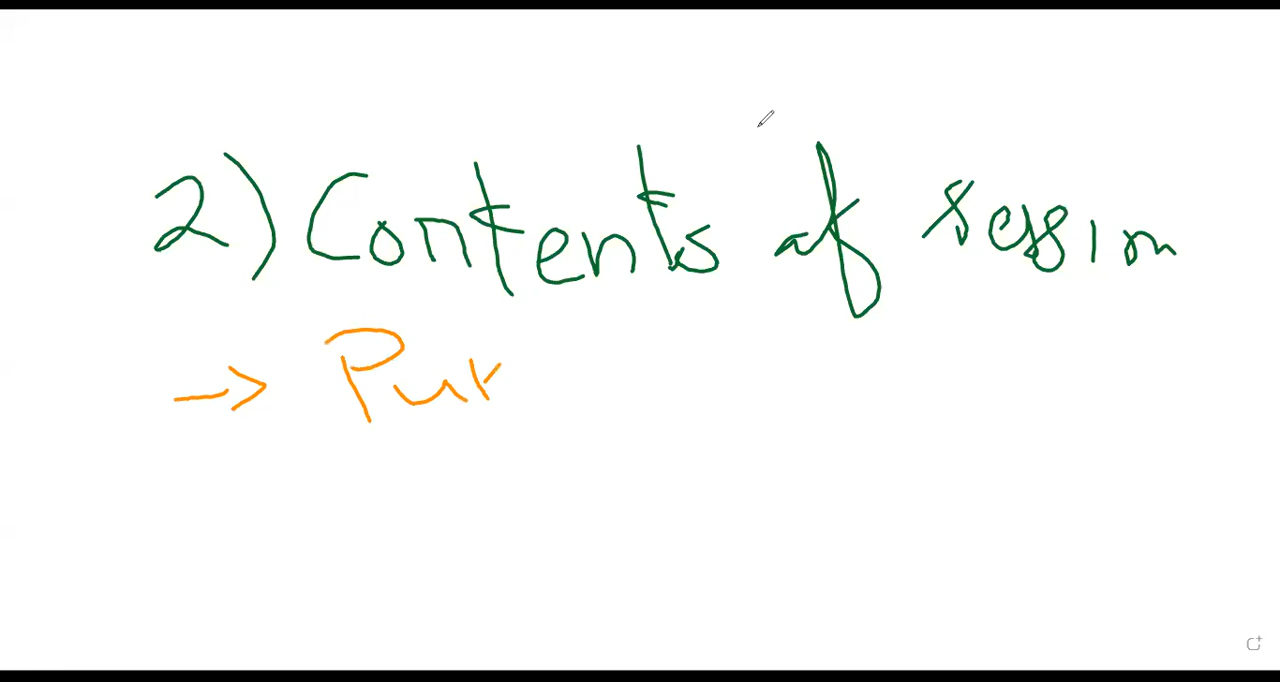 2) Contents of session
→ Pur